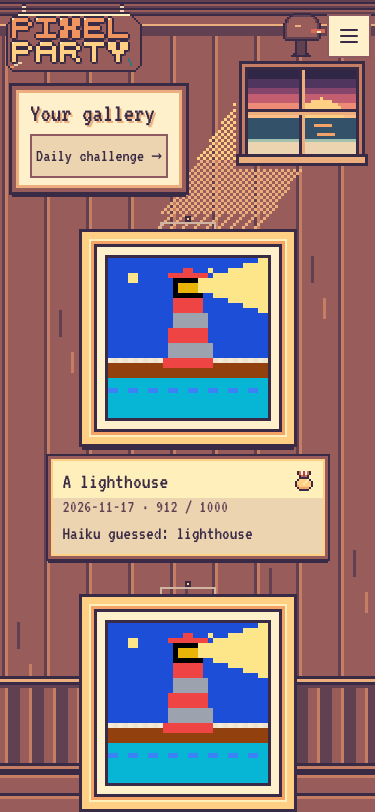 PIXEL
PARTY
Your gallery
Daily challenge →
A lighthouse
2026-11-17 · 912 / 1000
Haiku guessed: lighthouse